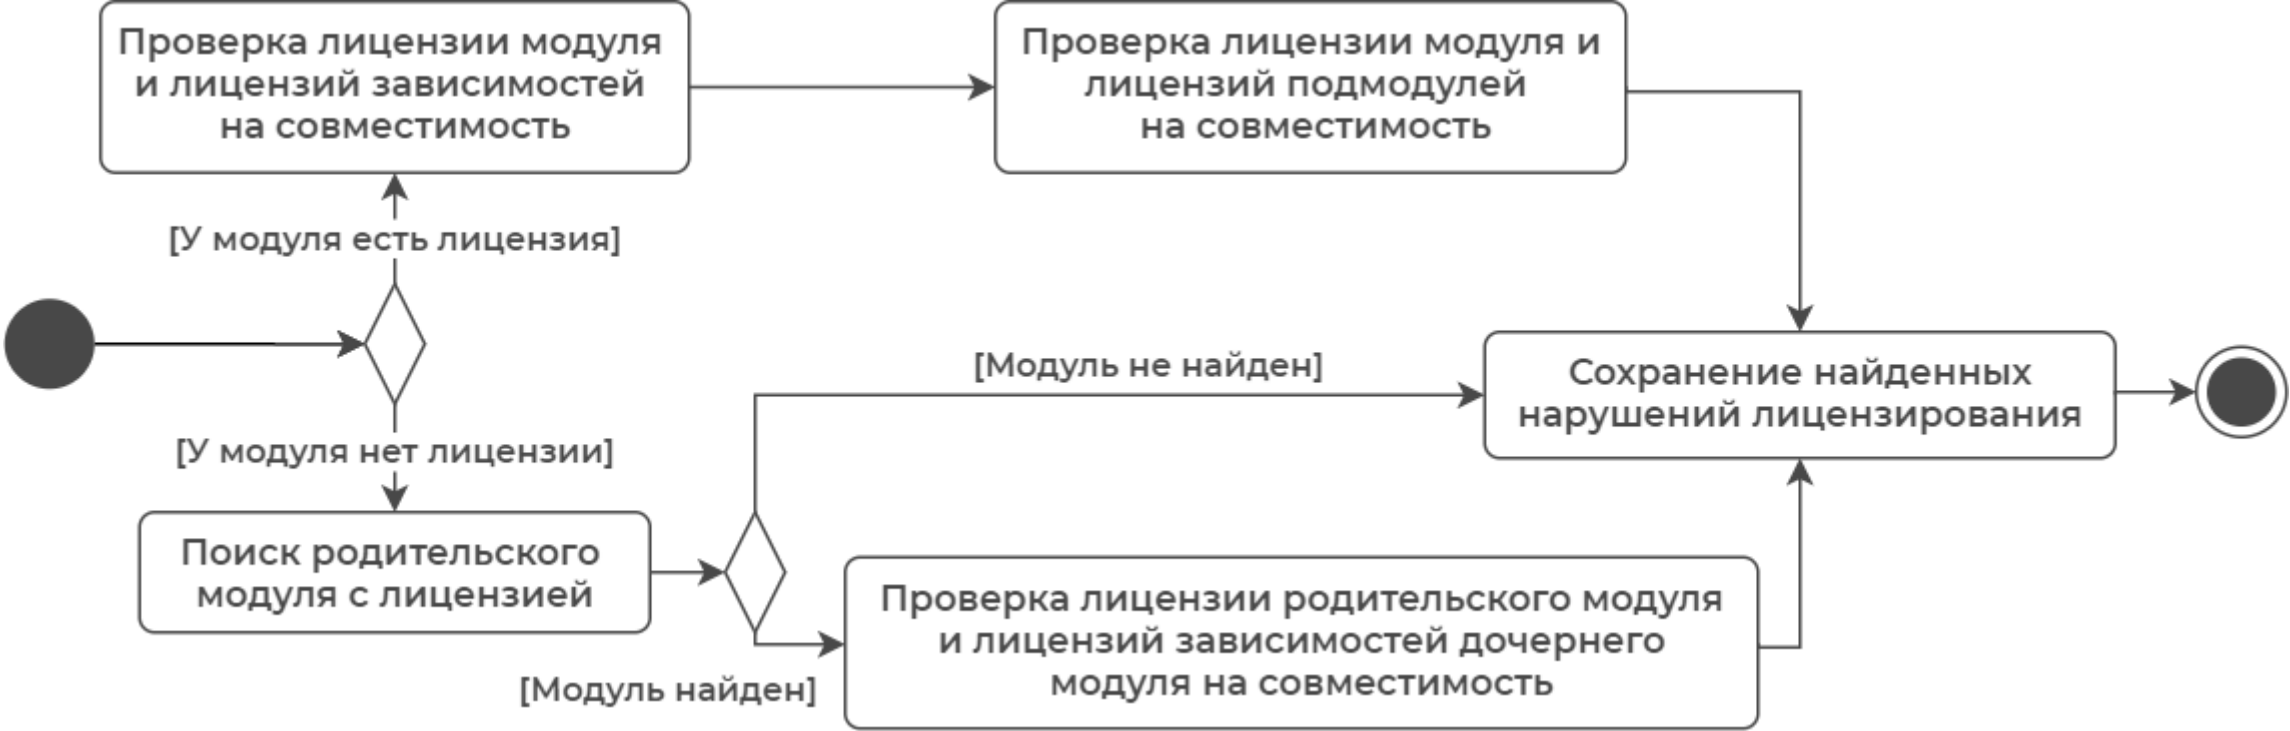 Проверка лицензии модуля
и лицензий зависимостей
на совместимость
Проверка лицензии модуля и
лицензий подмодулей
на совместимость
[У модуля есть лицензия]
[Модуль не найден]
Сохранение найденных
нарушений лицензирования
[У модуля нет лицензии]
Поиск родительского
модуля с лицензией
Проверка лицензии родительского модуля
и лицензий зависимостей дочернего
модуля на совместимость
[Модуль найден]